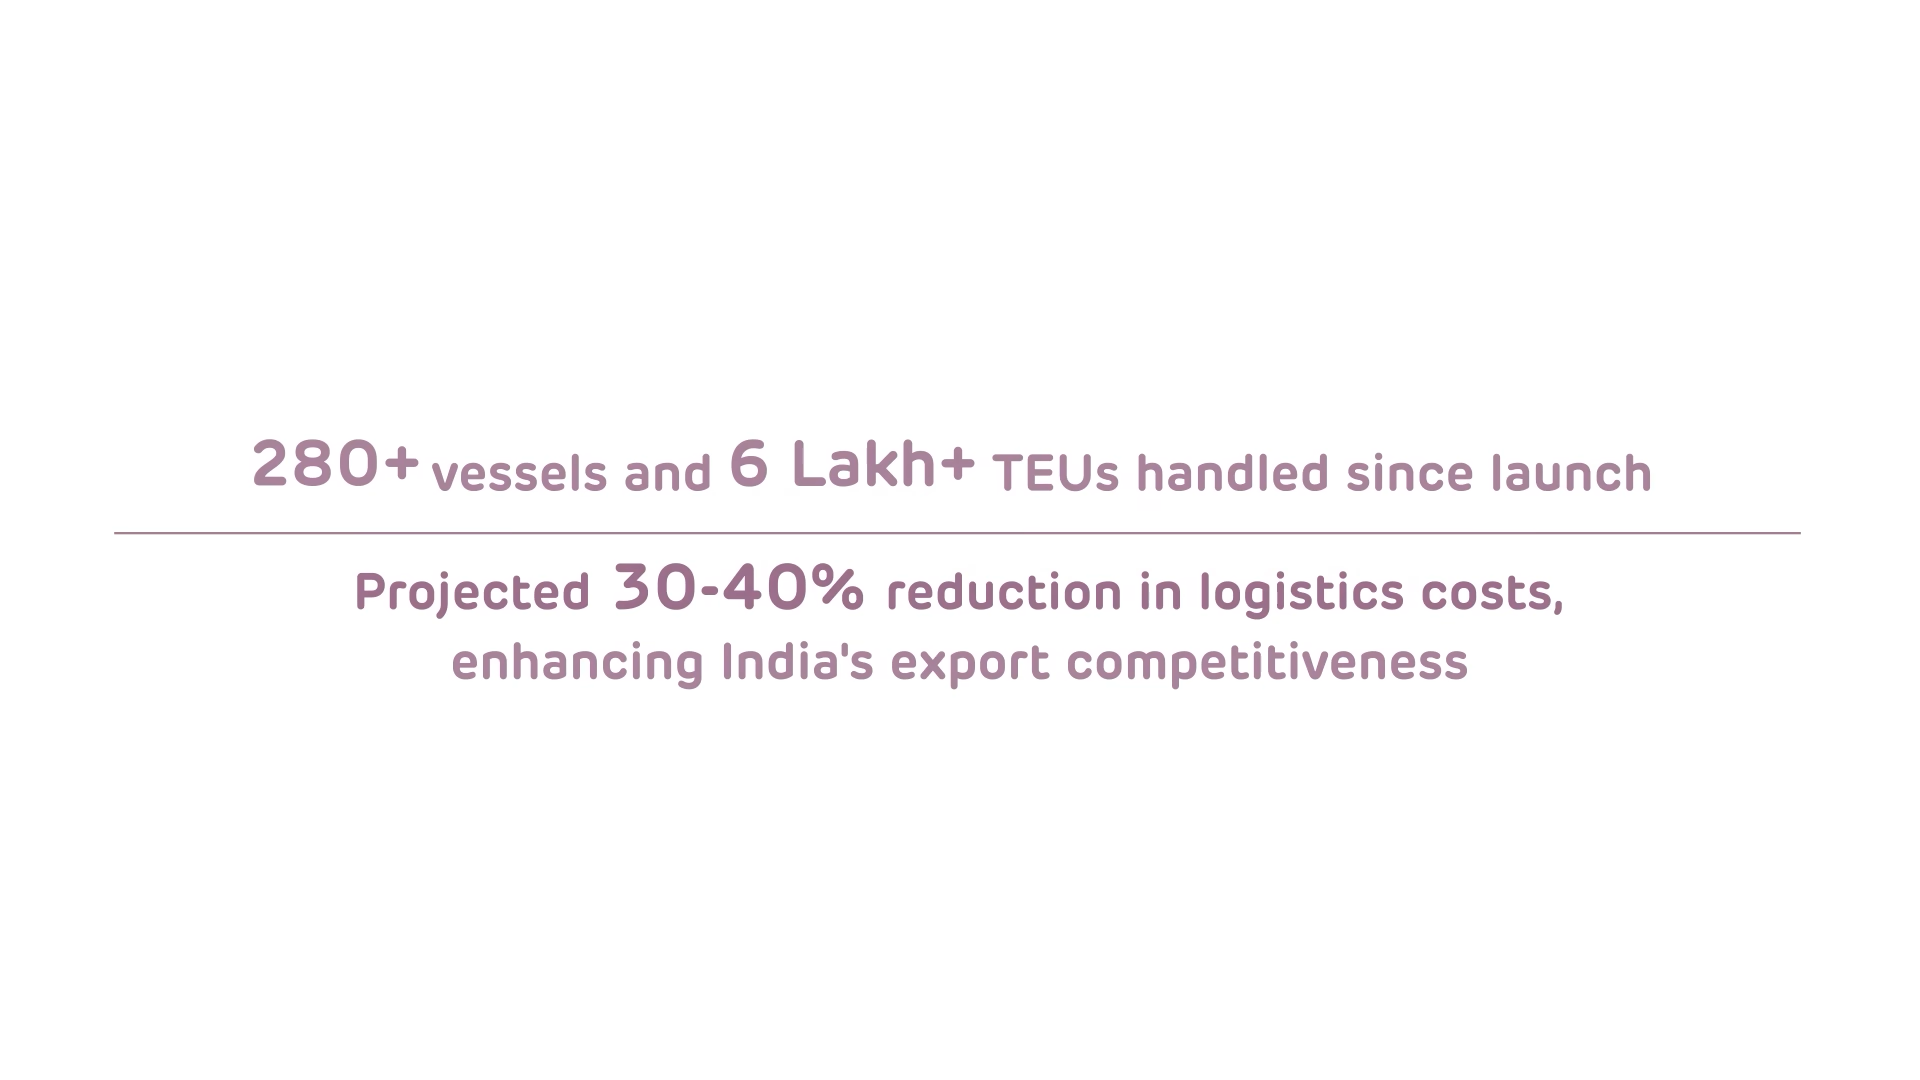 280+ vessels and 6 Lakh+ TEUs handled since launch
Projected 30-40% reduction in logistics costs,
enhancing India's export competitiveness